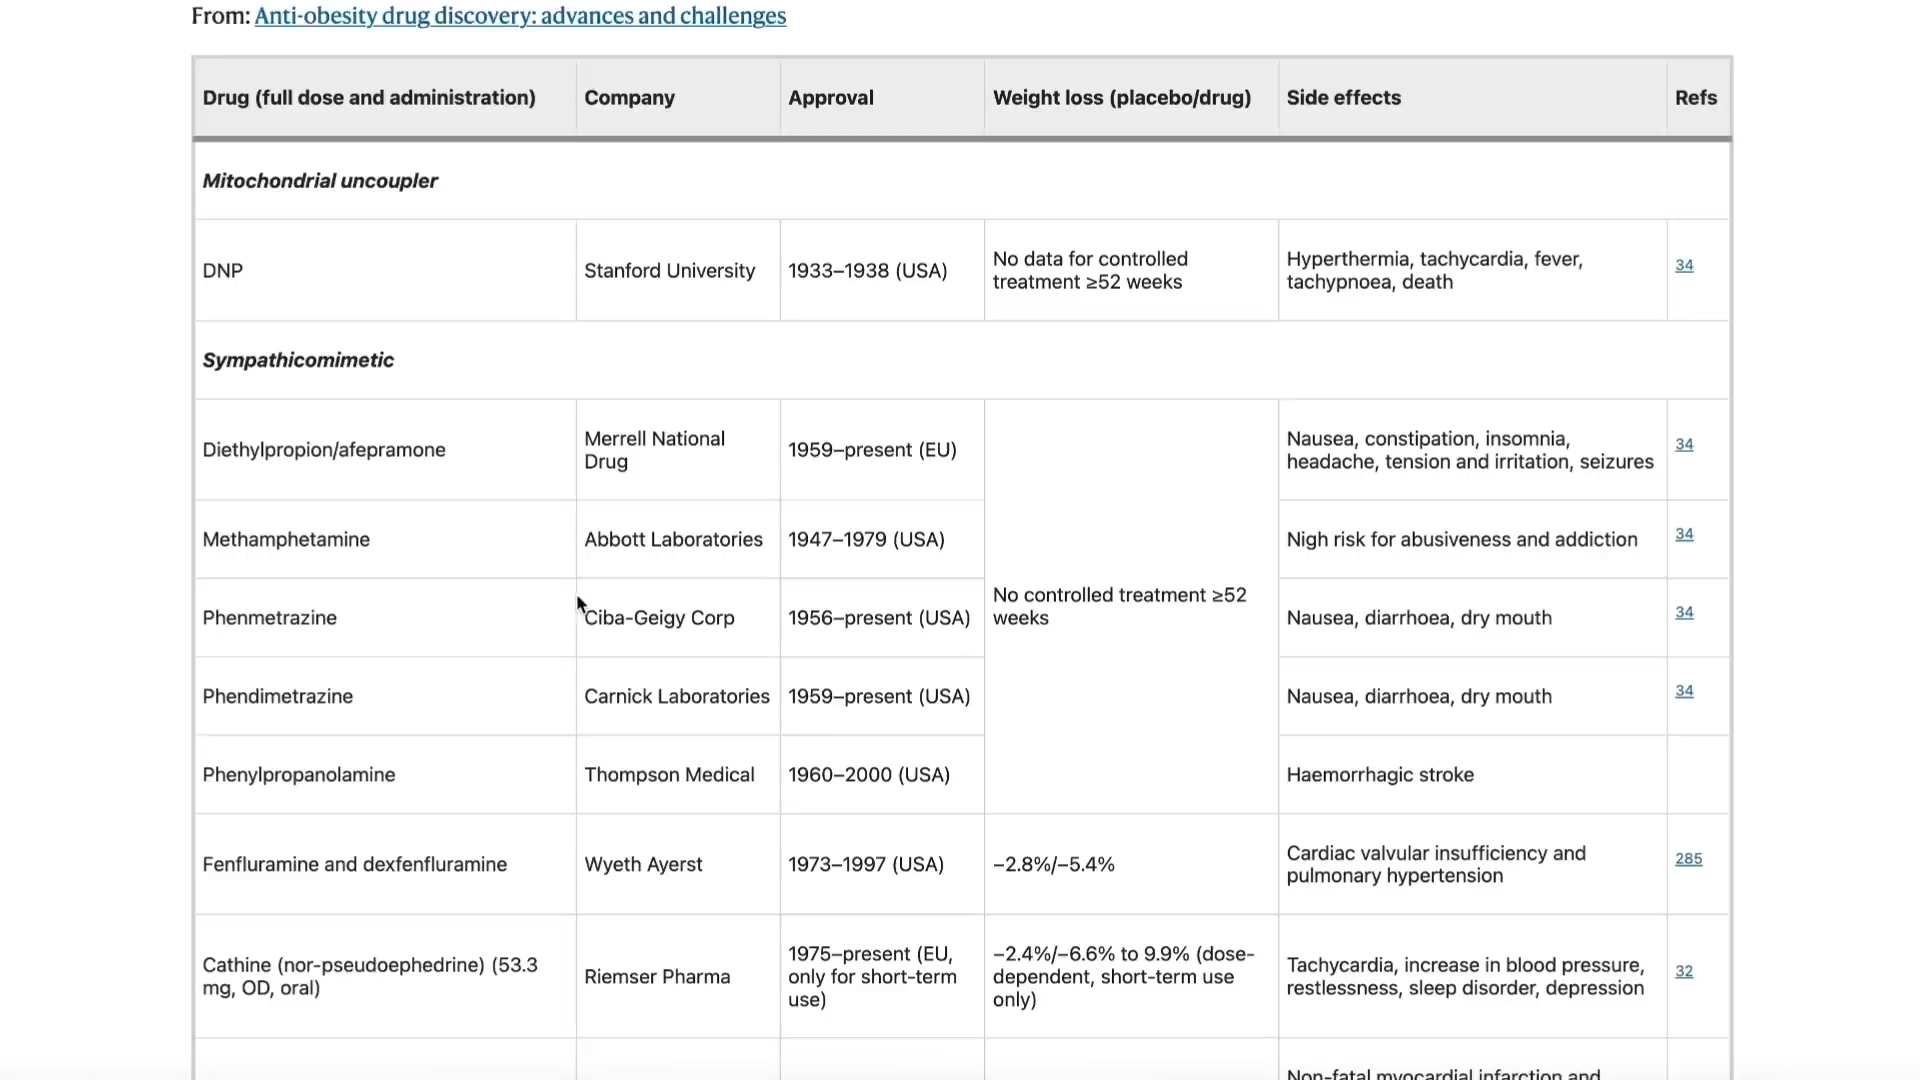 From: Anti-obesity drug discovery: advances and challenges
Drug (full dose and administration) Company Approval Weight loss (placebo/drug) Side effects Refs
Mitochondrial uncoupler
DNP Stanford University 1933–1938 (USA) No data for controlled
treatment ≥52 weeks Hyperthermia, tachycardia, fever,
tachypnoea, death 34
Sympathicomimetic
Diethylpropion/afepramone Merrell National
Drug 1959–present (EU) Nausea, constipation, insomnia,
headache, tension and irritation, seizures 34
Methamphetamine Abbott Laboratories 1947–1979 (USA) Nigh risk for abusiveness and addiction 34
No controlled treatment ≥52
weeks
Phenmetrazine Ciba-Geigy Corp 1956–present (USA) Nausea, diarrhoea, dry mouth 34
Phendimetrazine Carnick Laboratories 1959–present (USA) Nausea, diarrhoea, dry mouth 34
Phenylpropanolamine Thompson Medical 1960–2000 (USA) Haemorrhagic stroke
Fenfluramine and dexfenfluramine Wyeth Ayerst 1973–1997 (USA) −2.8%/−5.4% Cardiac valvular insufficiency and
pulmonary hypertension 285
Cathine (nor-pseudoephedrine) (53.3
mg, OD, oral) Riemser Pharma 1975–present (EU,
only for short-term
use) −2.4%/−6.6% to 9.9% (dose-
dependent, short-term use
only) Tachycardia, increase in blood pressure,
restlessness, sleep disorder, depression 32
Non-fatal myocardial infarction and